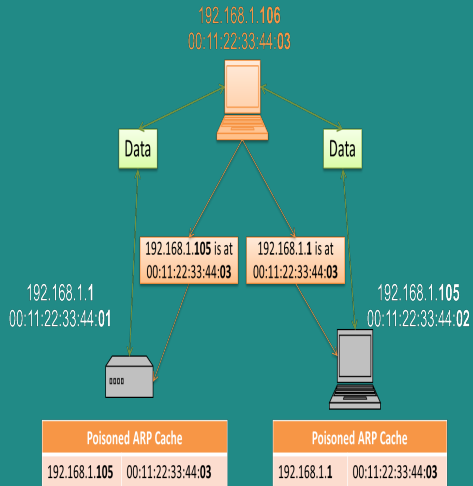 192.168.1.106
00:11:22:33:44:03
Data
Data
192.168.1.105 is at
00:11:22:33:44:03
192.168.1.1 is at
00:11:22:33:44:03
192.168.1.1
00:11:22:33:44:01
192.168.1.105
00:11:22:33:44:02
Poisoned ARP Cache
192.168.1.105 00:11:22:33:44:03
Poisoned ARP Cache
192.168.1.1 00:11:22:33:44:03